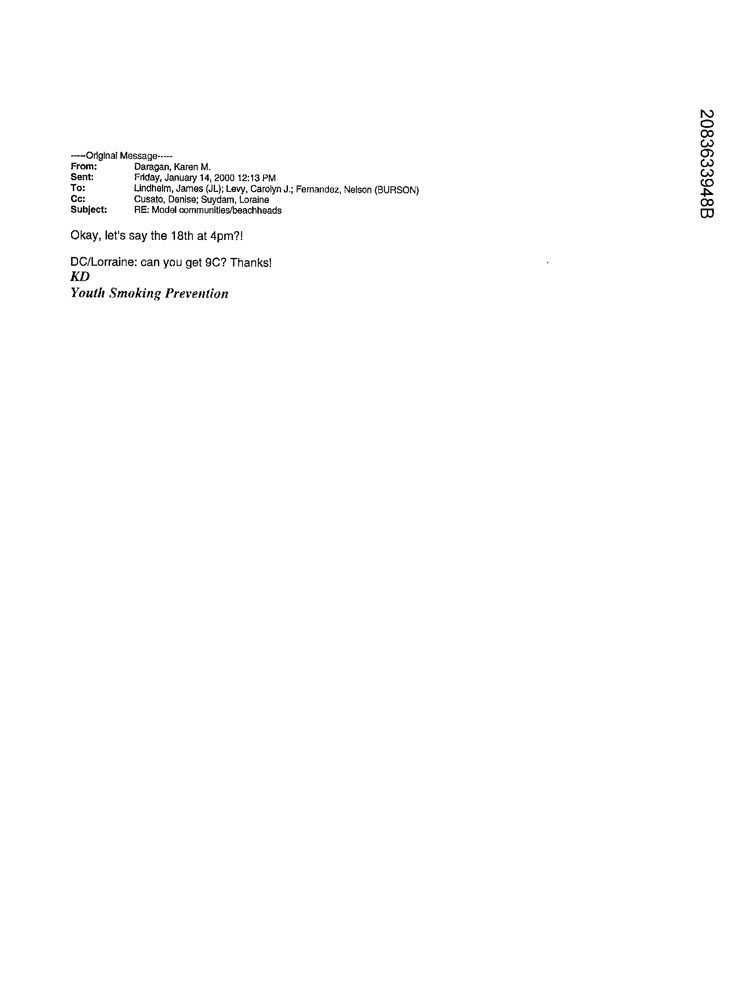 -----Original Message-----
From: Daragan, Karen M.
Sent: Friday, January 14, 2000 12:13 PM
To: Lindheim, James (JL); Levy, Carolyn J.; Fernandez, Nelson (BURSON)
Cc: Cusato, Denise; Suydam, Loraine
Subject: RE: Model communities/beachheads
Okay, let's say the 18th at 4pm?!
DC/Lorraine: can you get 9C? Thanks!
KD
Youth Smoking Prevention
2083633948B